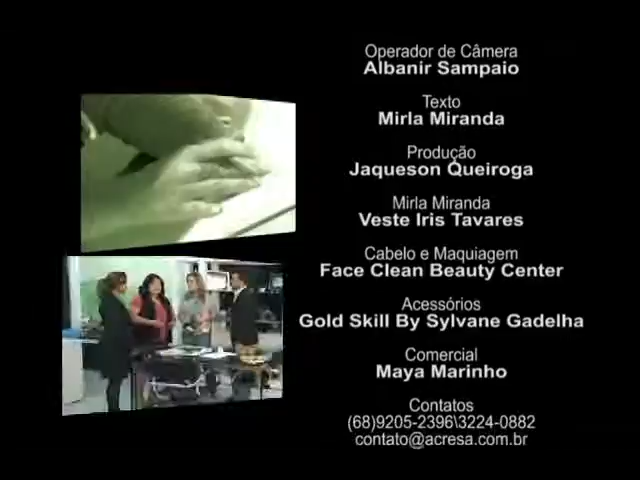 Operador de Câmera
Albanir Sampaio
Texto
Mirla Miranda
Produção
Jaqueson Queiroga
Mirla Miranda
Veste Iris Tavares
Cabelo e Maquiagem
Face Clean Beauty Center
Acessórios
Gold Skill By Sylvane Gadelha
Comercial
Maya Marinho
Contatos
(68)9205-2396\3224-0882
contato@acresa.com.br